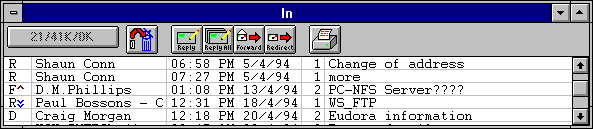 In
21/41K/0K Reply Reply All Forward Redirect
R Shaun Conn 06:58 PM 5/4/94 1 Change of address
R Shaun Conn 07:27 PM 5/4/94 1 more
F^ D.M.Phillips 01:08 PM 13/4/94 2 PC-NFS Server????
R Paul Bossons - C 12:31 PM 18/4/94 1 WS_FTP
D Craig Morgan 12:18 PM 20/4/94 2 Eudora information